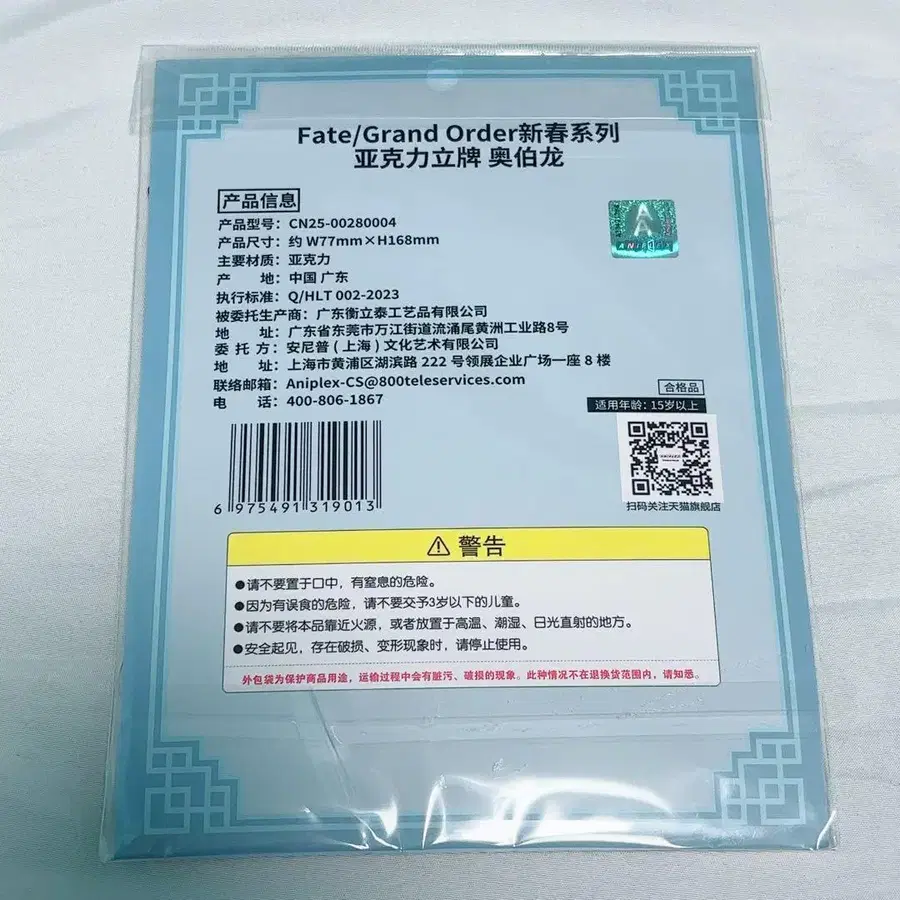 Fate/Grand Order新春系列
亚克力立牌 奥伯龙
产品信息
产品型号：CN25-00280004
产品尺寸：约 W77mm×H168mm
主要材质：亚克力
产 地：中国 广东
执行标准：Q/HLT 002-2023
被委托生产商：广东衡立泰工艺品有限公司
地 址：广东省东莞市万江街道流涌尾黄洲工业路8号
委 托 方：安尼普（上海）文化艺术有限公司
地 址：上海市黄浦区湖滨路 222 号领展企业广场一座 8 楼
联络邮箱：Aniplex-CS@800teleservices.com
电 话：400-806-1867
ANIPLEX
合格品
适用年龄：15岁以上
扫码关注天猫旗舰店
6 975491 319013
警告
●请不要置于口中，有窒息的危险。
●因为有误食的危险，请不要交予3岁以下的儿童。
●请不要将本品靠近火源，或者放置于高温、潮湿、日光直射的地方。
●安全起见，存在破损、变形现象时，请停止使用。
外包袋为保护商品用途，运输过程中会有脏污、破损的现象。此种情况不在退换货范围内，请知悉。